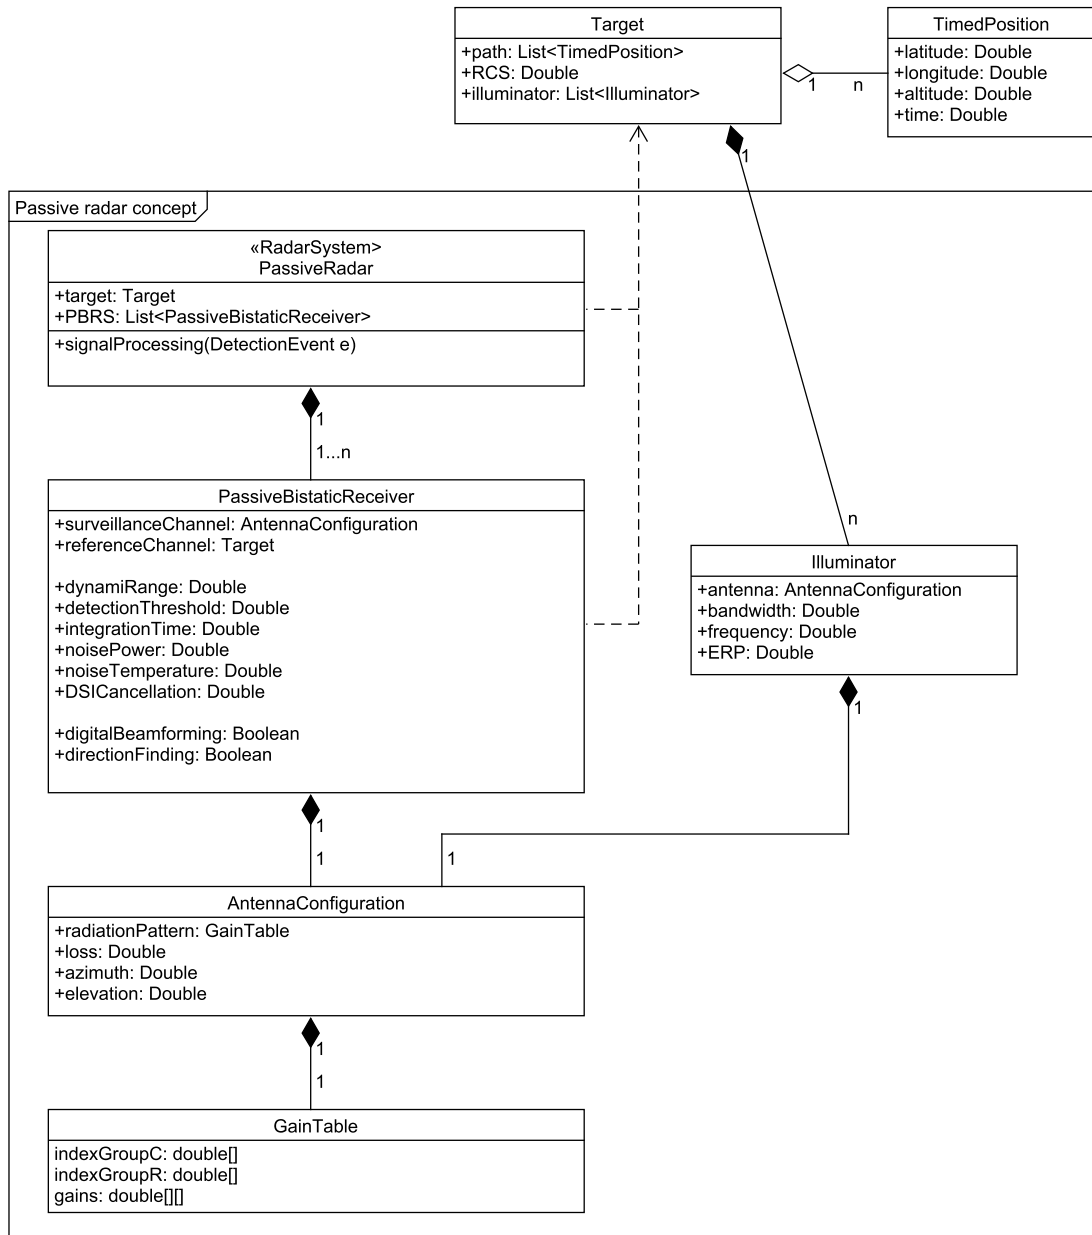 Target
+path: List<TimedPosition>
+RCS: Double
+illuminator: List<Illuminator>
1
n
TimedPosition
+latitude: Double
+longitude: Double
+altitude: Double
+time: Double
1
Passive radar concept
«RadarSystem>
PassiveRadar
+target: Target
+PBRS: List<PassiveBistaticReceiver>
+signalProcessing(DetectionEvent e)
1
1...n
PassiveBistaticReceiver
+surveillanceChannel: AntennaConfiguration
+referenceChannel: Target
+dynamiRange: Double
+detectionThreshold: Double
+integrationTime: Double
+noisePower: Double
+noiseTemperature: Double
+DSICancellation: Double
+digitalBeamforming: Boolean
+directionFinding: Boolean
n
Illuminator
+antenna: AntennaConfiguration
+bandwidth: Double
+frequency: Double
+ERP: Double
1
1
1
1
AntennaConfiguration
+radiationPattern: GainTable
+loss: Double
+azimuth: Double
+elevation: Double
1
1
GainTable
indexGroupC: double[]
indexGroupR: double[]
gains: double[][]